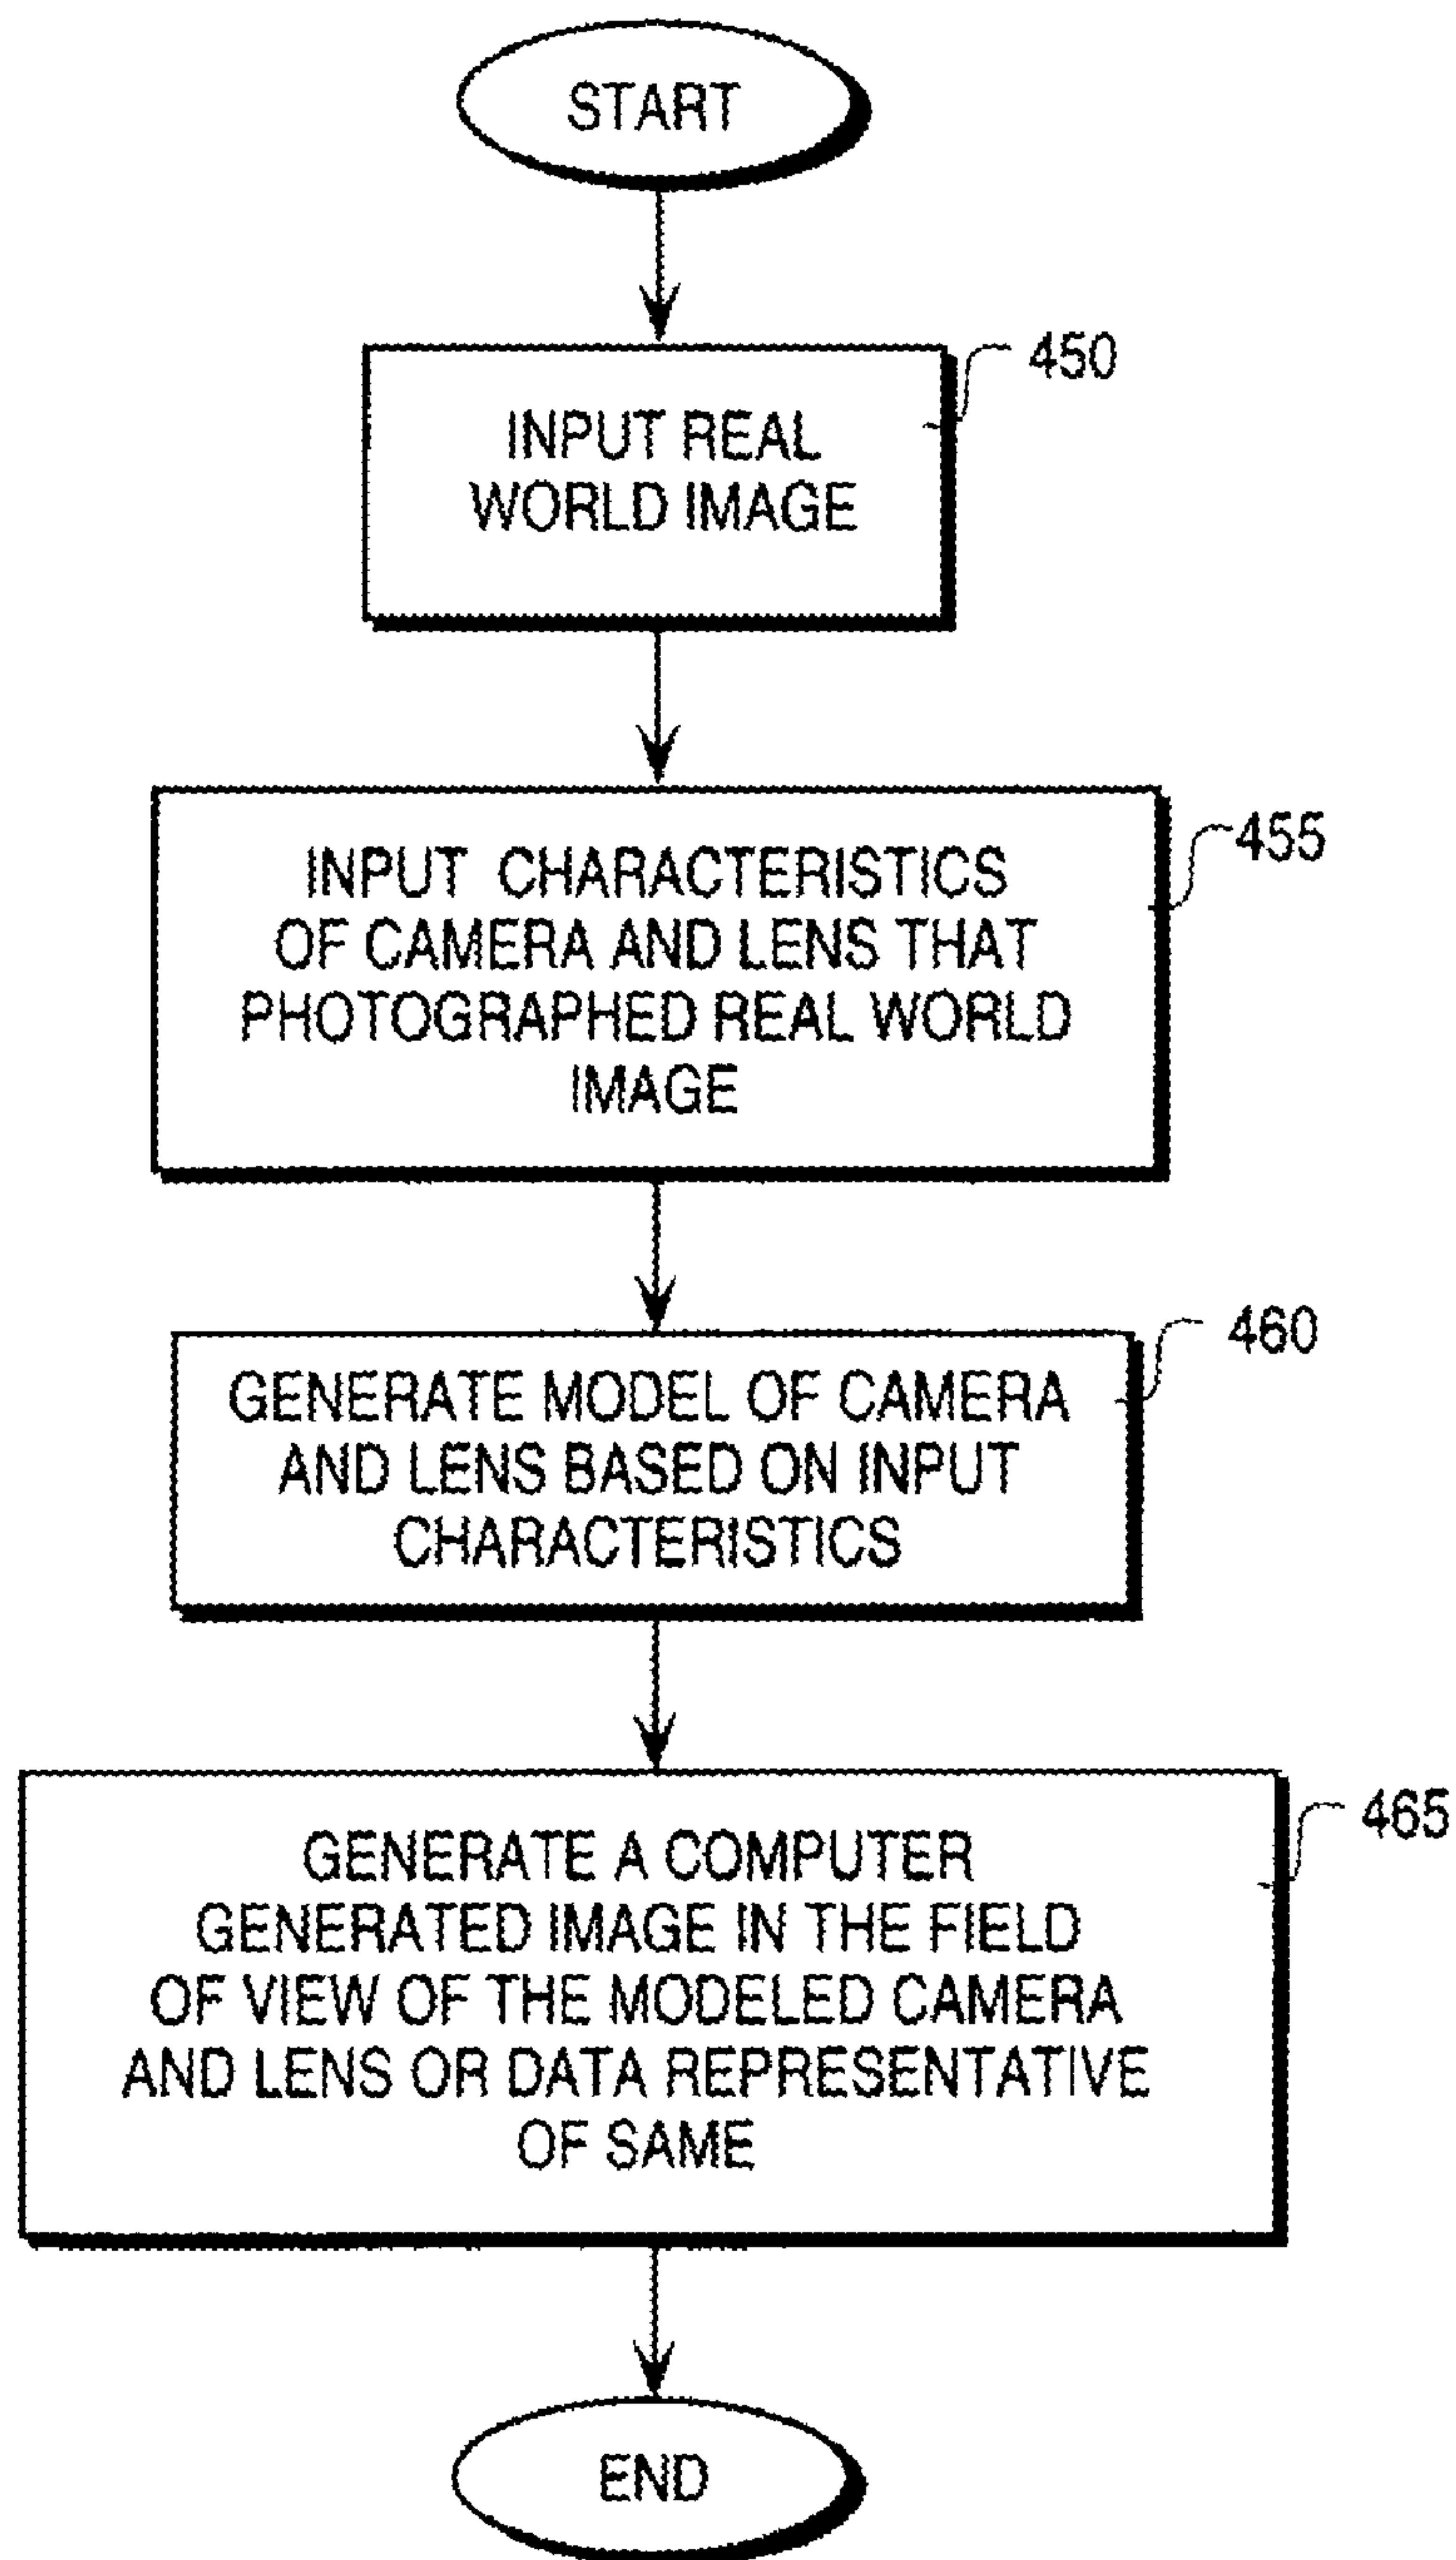 START
450
INPUT REAL
WORLD IMAGE
455
INPUT CHARACTERISTICS
OF CAMERA AND LENS THAT
PHOTOGRAPHED REAL WORLD
IMAGE
460
GENERATE MODEL OF CAMERA
AND LENS BASED ON INPUT
CHARACTERISTICS
465
GENERATE A COMPUTER
GENERATED IMAGE IN THE FIELD
OF VIEW OF THE MODELED CAMERA
AND LENS OR DATA REPRESENTATIVE
OF SAME
END